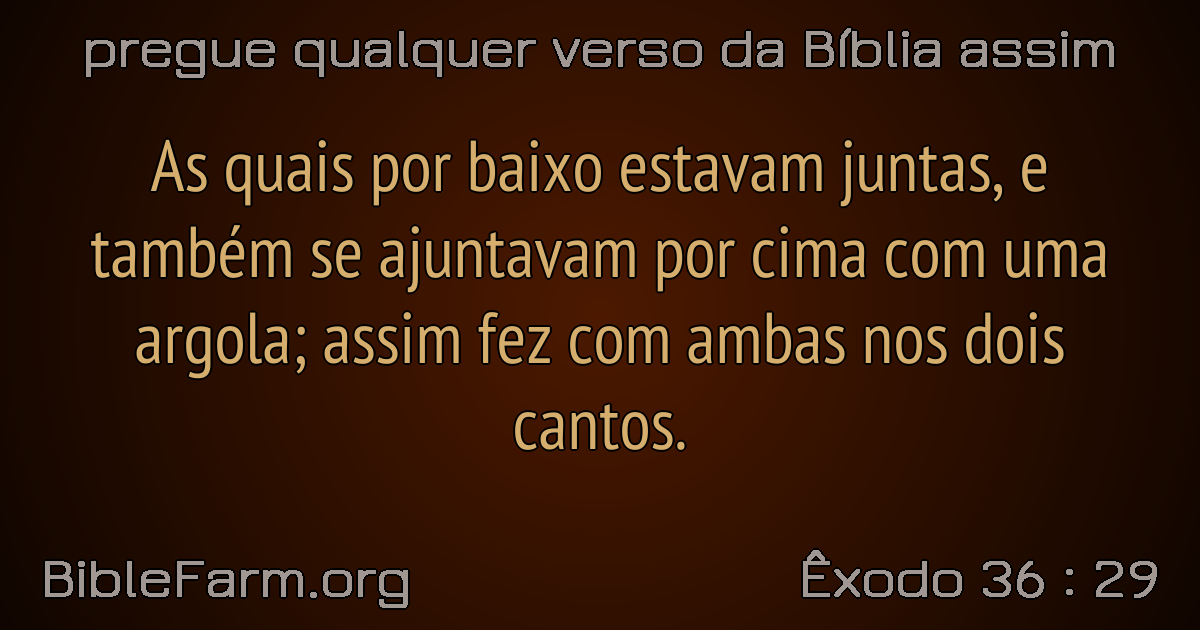 pregue qualquer verso da Bíblia assim
As quais por baixo estavam juntas, e
também se ajuntavam por cima com uma
argola; assim fez com ambas nos dois
cantos.
BibleFarm.org
Êxodo 36 : 29